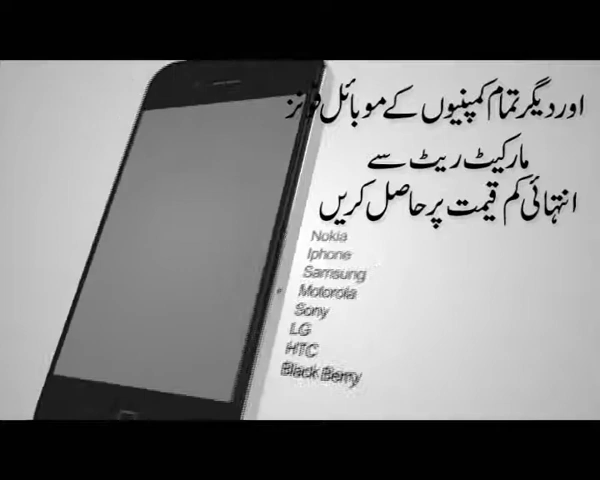 اور دیگر تمام کمپنیوں کے موبائل فونز
مارکیٹ ریٹ سے
انتہائی کم قیمت پر حاصل کریں
Nokia
Iphone
Samsung
Motorola
Sony
LG
HTC
Black Berry